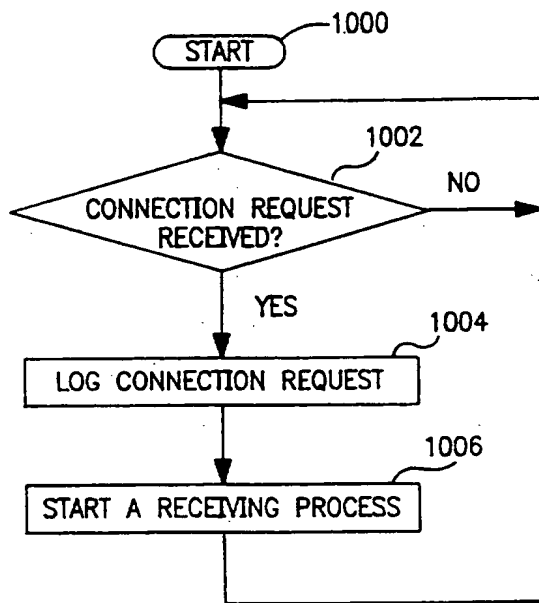 1000
START
1002
CONNECTION REQUEST
RECEIVED?
NO
YES
1004
LOG CONNECTION REQUEST
1006
START A RECEIVING PROCESS